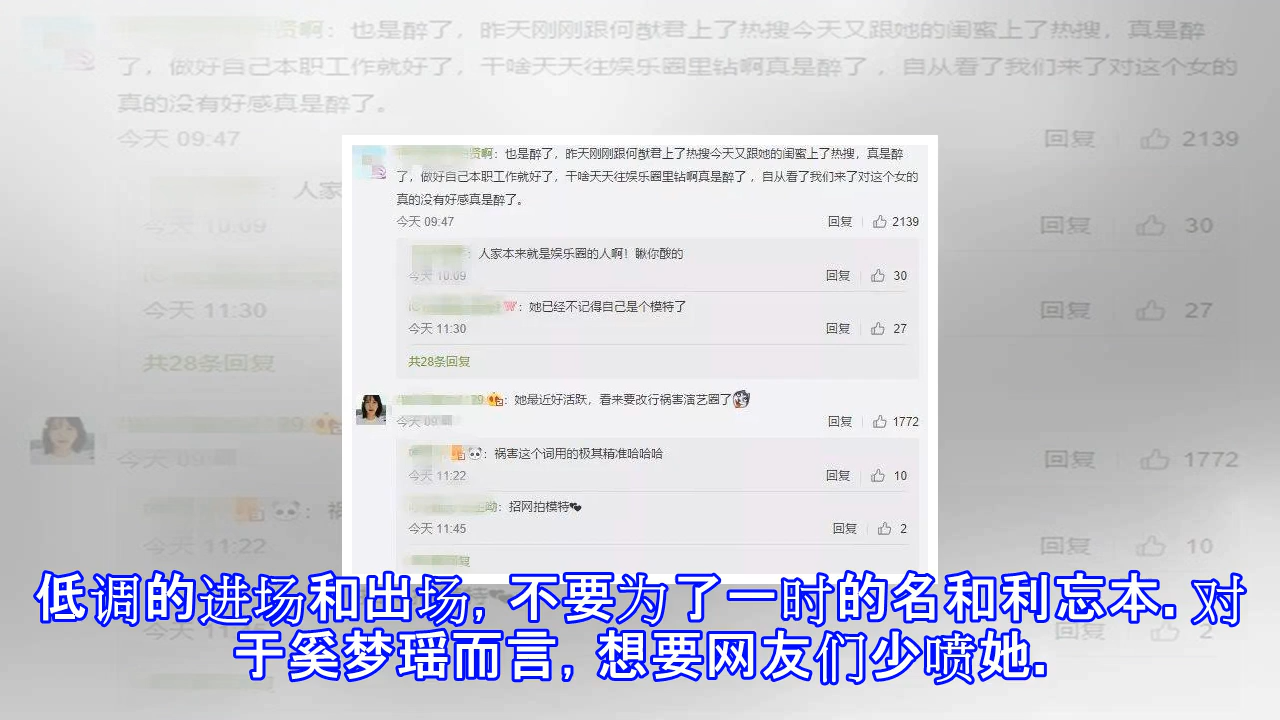 贤啊：也是醉了，昨天刚刚跟何猷君上了热搜今天又跟她的闺蜜上了热搜，真是醉
了，做好自己本职工作就好了，干啥天天往娱乐圈里钻啊真是醉了，自从看了我们来了对这个女的
真的没有好感真是醉了。
今天 09:47 回复 2139
：人家本来就是娱乐圈的人啊！瞅你酸的
今天 10:09 回复 30
：她已经不记得自己是个模特了
今天 11:30 回复 27
共28条回复
：她最近好活跃，看来要改行祸害演艺圈了
今天 09: 回复 1772
：祸害这个词用的极其精准哈哈哈
今天 11:22 回复 10
：招网拍模特
今天 11:45 回复 2
低调的进场和出场, 不要为了一时的名和利忘本. 对
于奚梦瑶而言, 想要网友们少喷她.